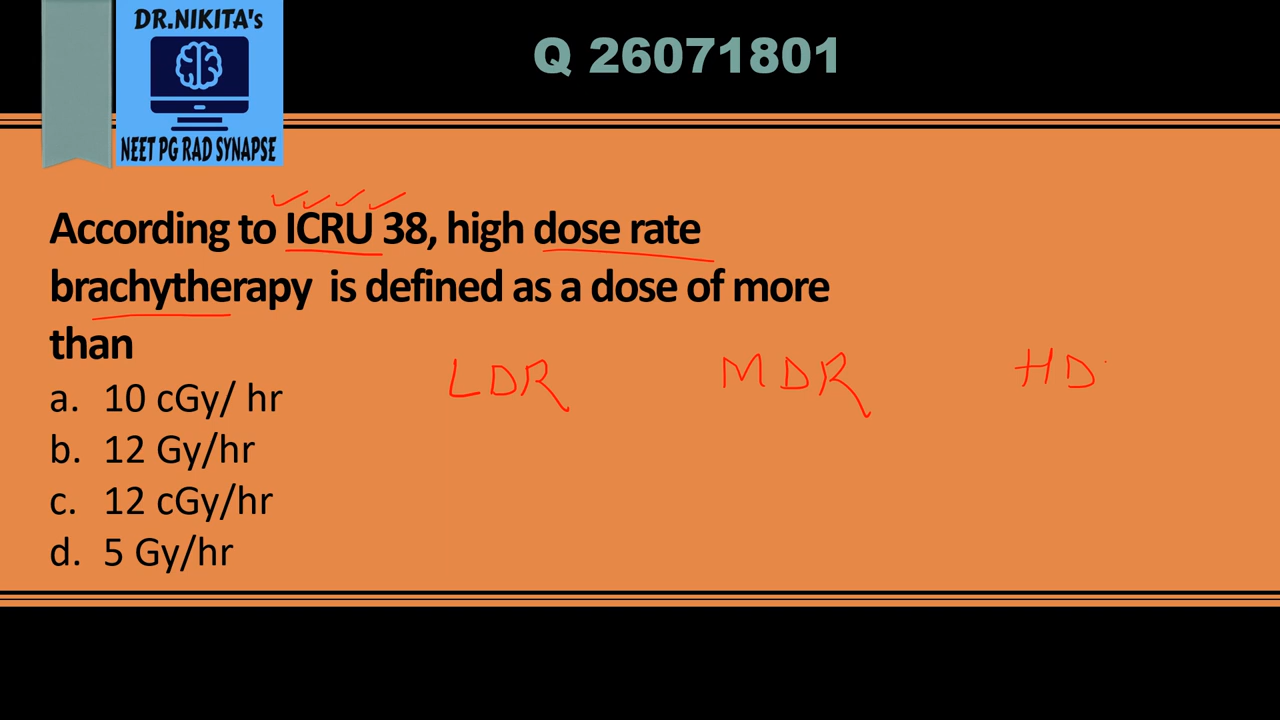 DR.NIKITA's
NEET PG RAD SYNAPSE
Q 26071801
According to ICRU 38, high dose rate
brachytherapy is defined as a dose of more
than
LDR MDR HD
a. 10 cGy/ hr
b. 12 Gy/hr
c. 12 cGy/hr
d. 5 Gy/hr